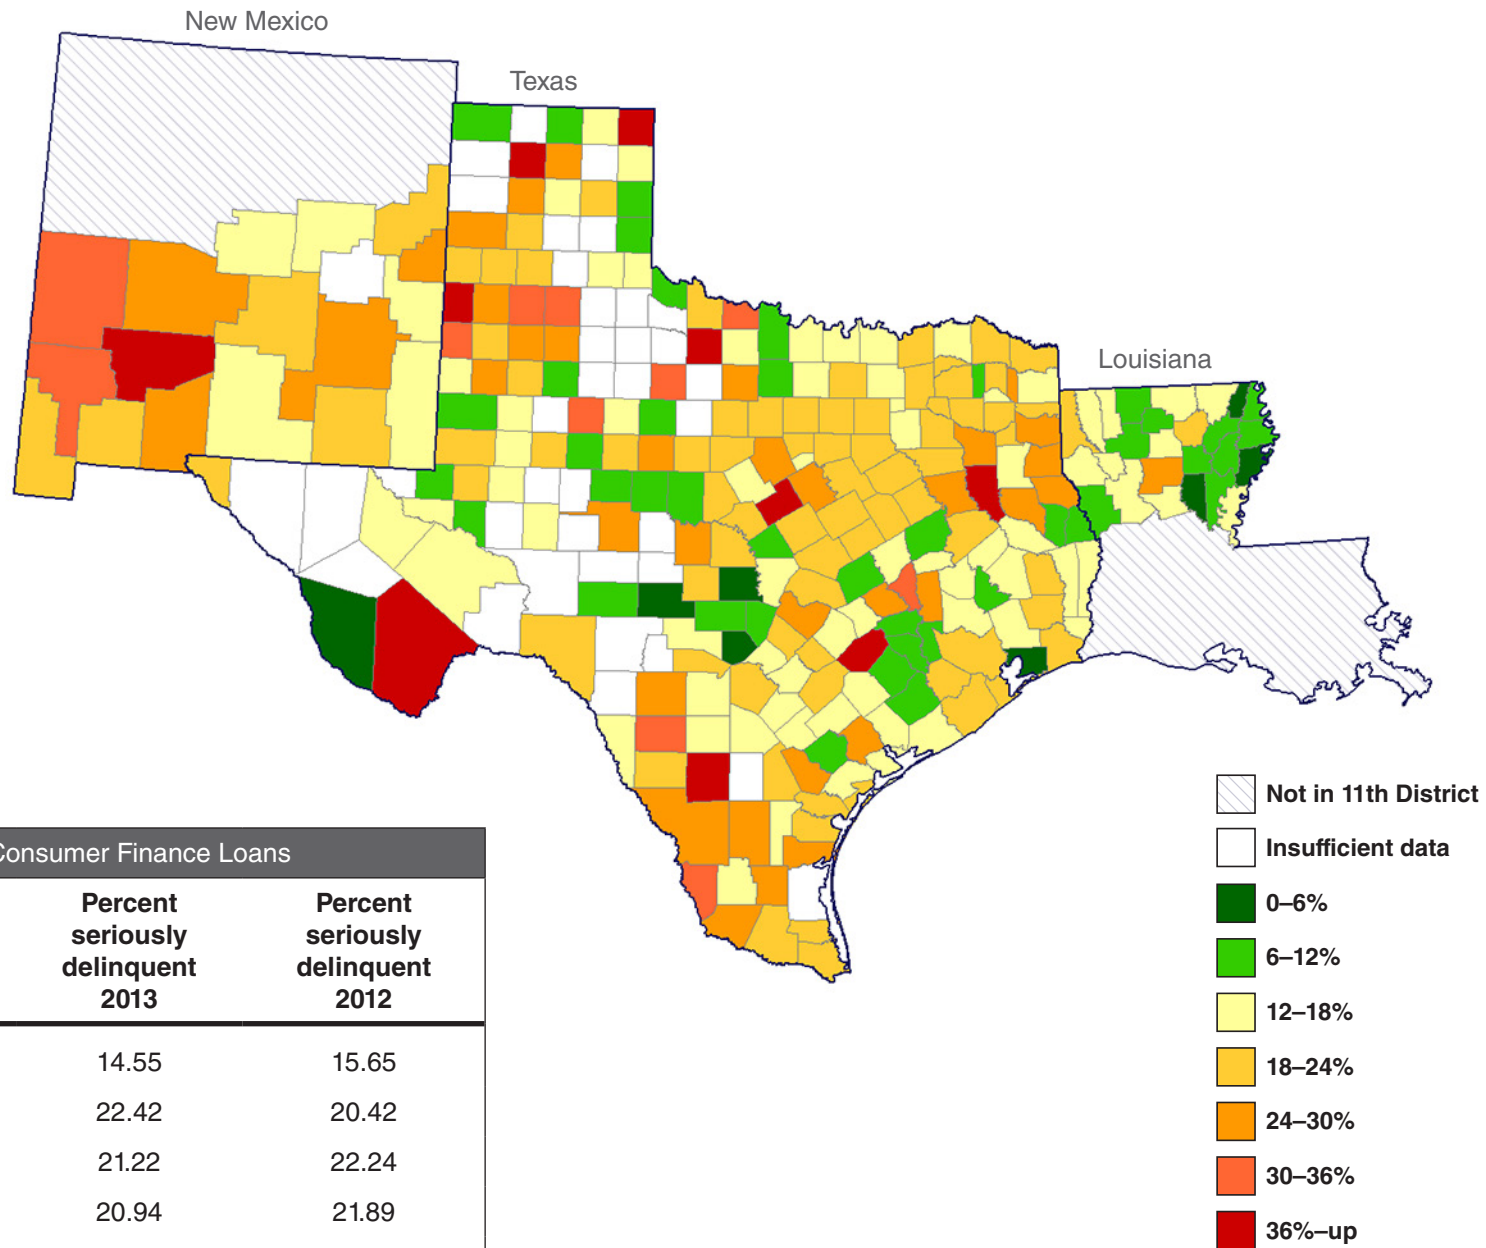 New Mexico
Texas
Louisiana
Not in 11th District
Insufficient data
0–6%
6–12%
12–18%
18–24%
24–30%
30–36%
36%–up
Consumer Finance Loans
Percent
seriously
delinquent
2013
Percent
seriously
delinquent
2012
14.55 15.65
22.42 20.42
21.22 22.24
20.94 21.89